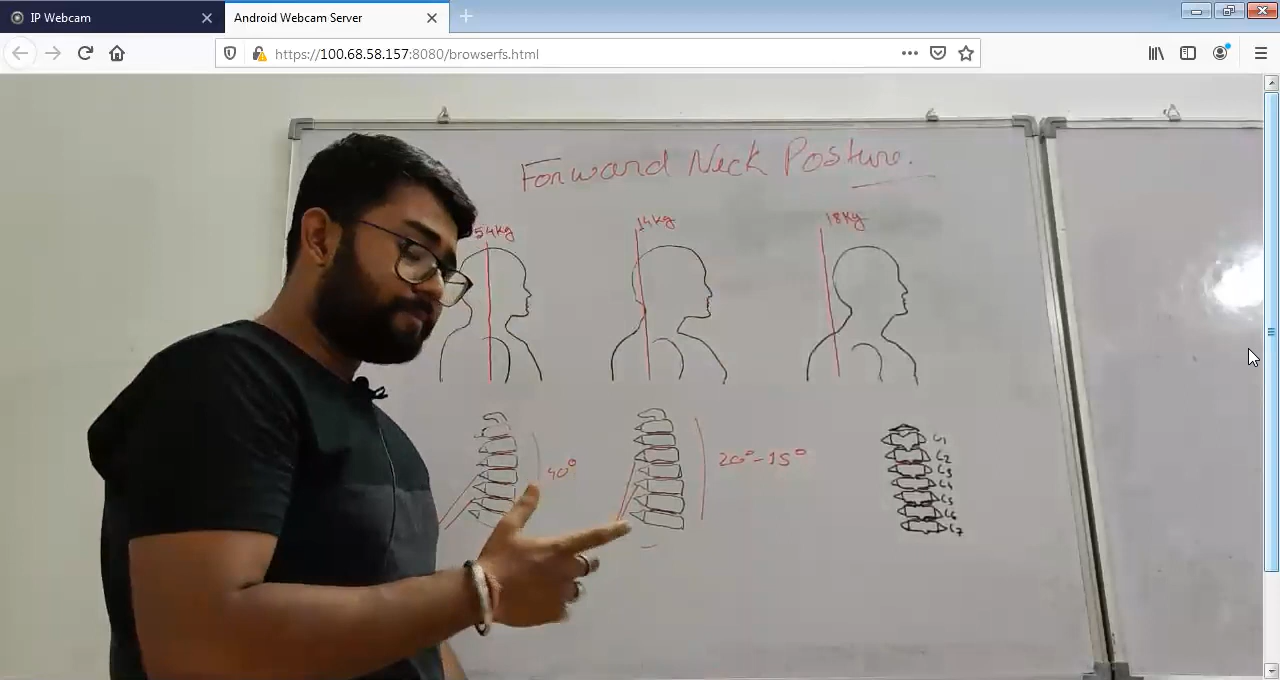 IP Webcam
Android Webcam Server
https://100.68.58.157:8080/browserfs.html
Forward Neck Posture.
54kg
14kg
18kg
40°
20°-15°
C1
C2
C3
C4
C5
C6
C7